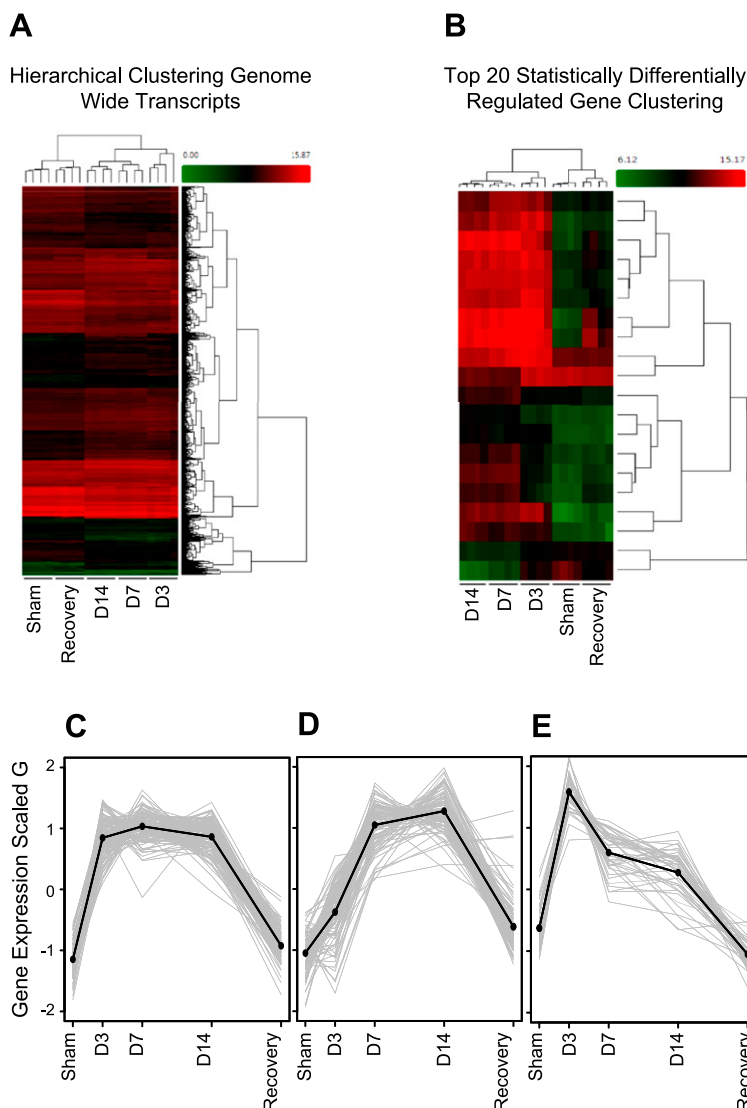 A
Hierarchical Clustering Genome
Wide Transcripts
0.00
15.87
Sham
Recovery
D14
D7
D3
B
Top 20 Statistically Differentially
Regulated Gene Clustering
6.12
15.17
D14
D7
D3
Sham
Recovery
C
D
E
Gene Expression Scaled G
2
1
0
-1
-2
Sham
D3
D7
D14
Recovery
Sham
D3
D7
D14
Recovery
Sham
D3
D7
D14
Recovery